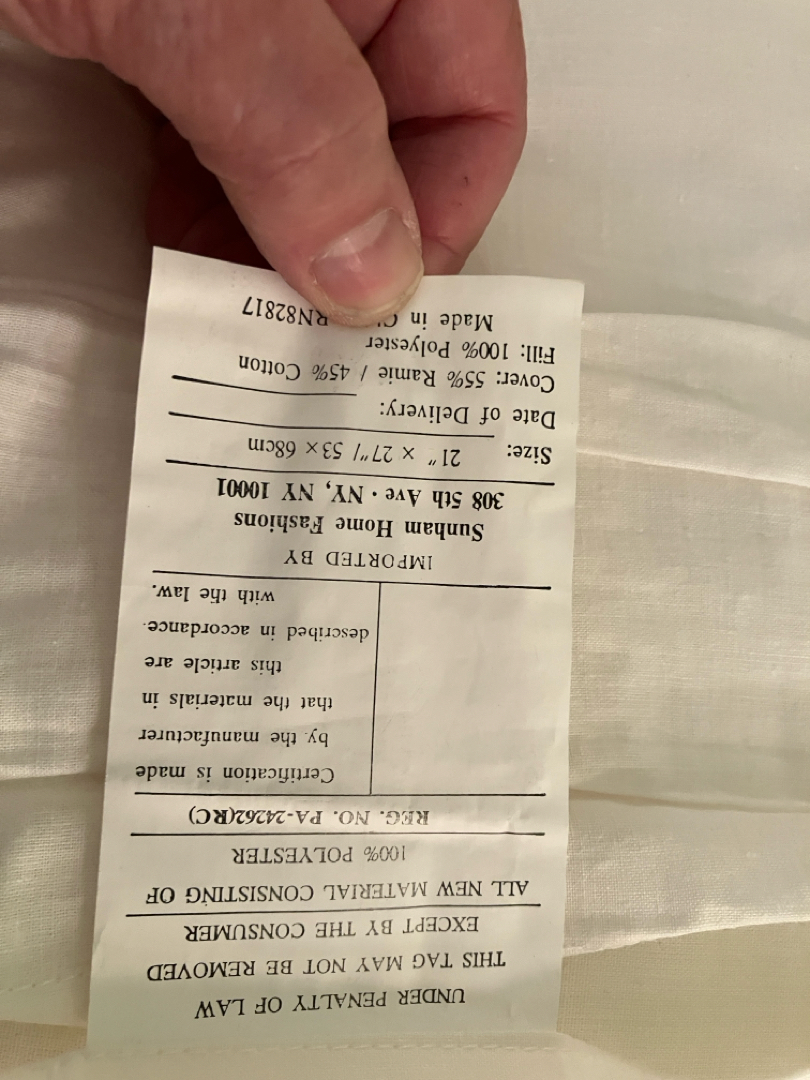 UNDER PENALTY OF LAW
THIS TAG MAY NOT BE REMOVED
EXCEPT BY THE CONSUMER
ALL NEW MATERIAL CONSISTING OF
100% POLYESTER
REG. NO. PA-24262(RC)
Certification is made
by the manufacturer
that the materials in
this article are
described in accordance
with the law.
IMPORTED BY
Sunham Home Fashions
308 5th Ave · NY, NY 10001
Size: 21" × 27"/ 53 × 68cm
Date of Delivery:
Cover: 55% Ramie / 45% Cotton
Fill: 100% Polyester
Made in RN82817